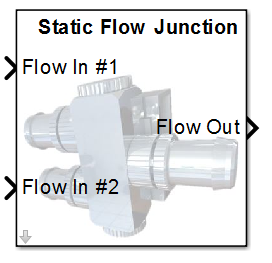 Static Flow Junction
Flow In #1
Flow Out
Flow In #2